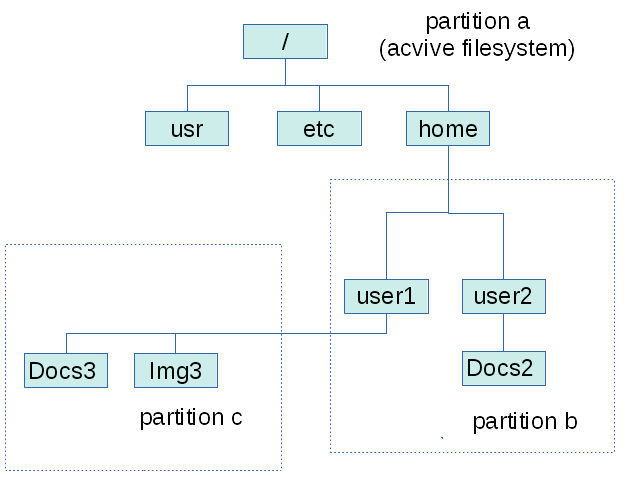 partition a
(acvive filesystem)
/
usr
etc
home
user1
user2
Docs3
Img3
Docs2
partition c
partition b